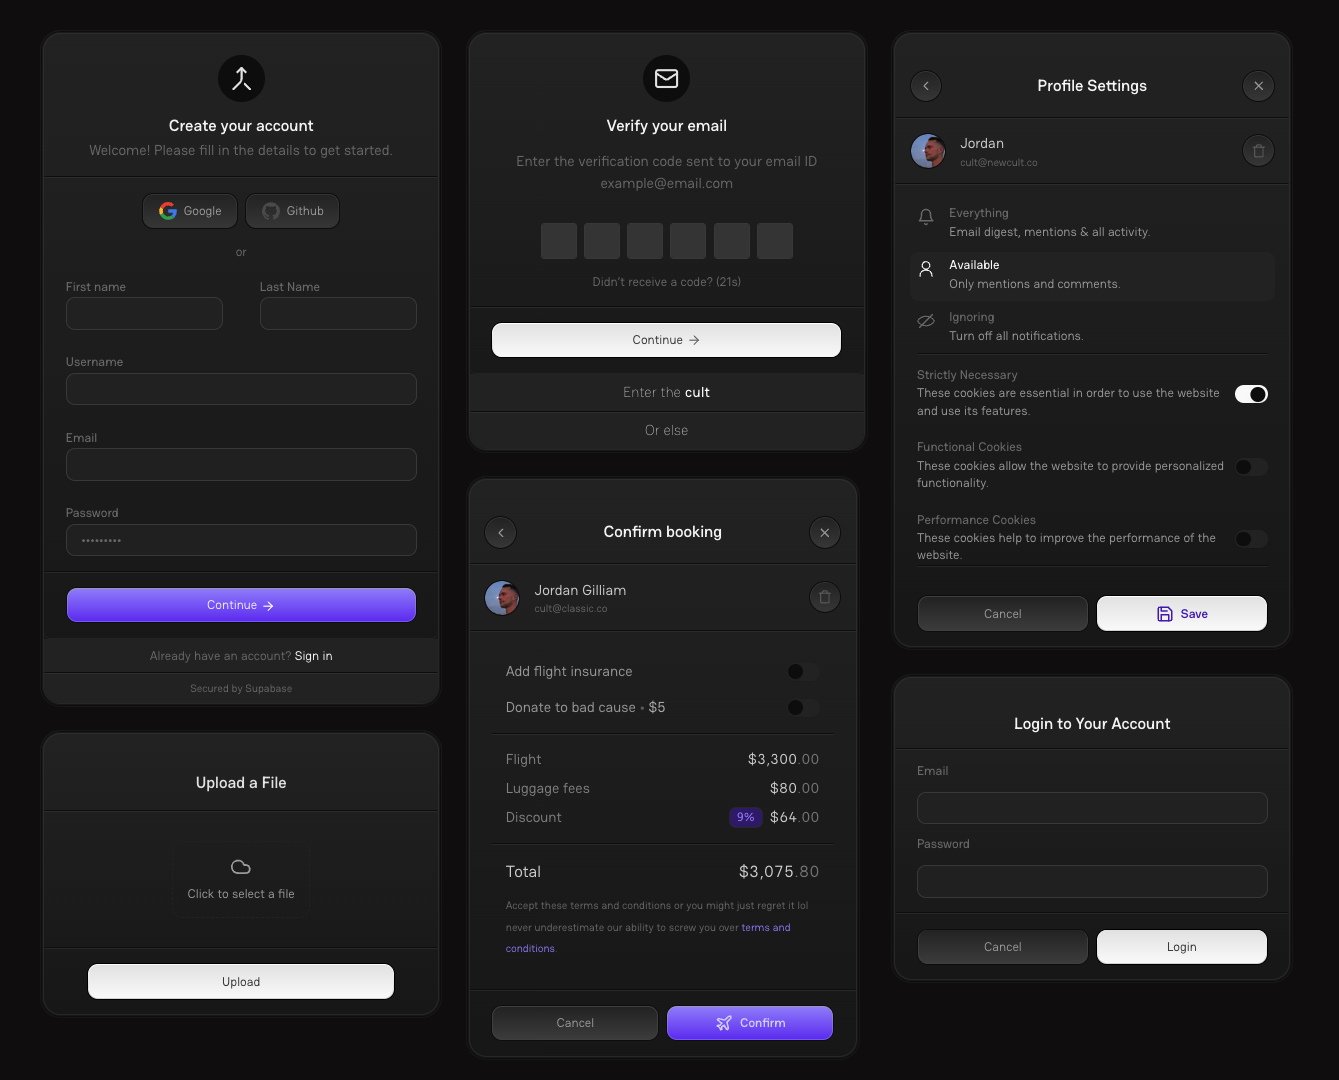 Create your account
Welcome! Please fill in the details to get started.
Google
Github
or
First name
Last Name
Username
Email
Password
•••••••••
Continue →
Already have an account? Sign in
Secured by Supabase
Upload a File
Click to select a file
Upload
Verify your email
Enter the verification code sent to your email ID
example@email.com
Didn't receive a code? (21s)
Continue →
Enter the cult
Or else
Confirm booking
Jordan Gilliam
cult@classic.co
Add flight insurance
Donate to bad cause • $5
Flight $3,300.00
Luggage fees $80.00
Discount 9% $64.00
Total $3,075.80
Accept these terms and conditions or you might just regret it lol
never underestimate our ability to screw you over terms and
conditions.
Cancel
Confirm
Profile Settings
Jordan
cult@newcult.co
Everything
Email digest, mentions & all activity.
Available
Only mentions and comments.
Ignoring
Turn off all notifications.
Strictly Necessary
These cookies are essential in order to use the website
and use its features.
Functional Cookies
These cookies allow the website to provide personalized
functionality.
Performance Cookies
These cookies help to improve the performance of the
website.
Cancel
Save
Login to Your Account
Email
Password
Cancel
Login